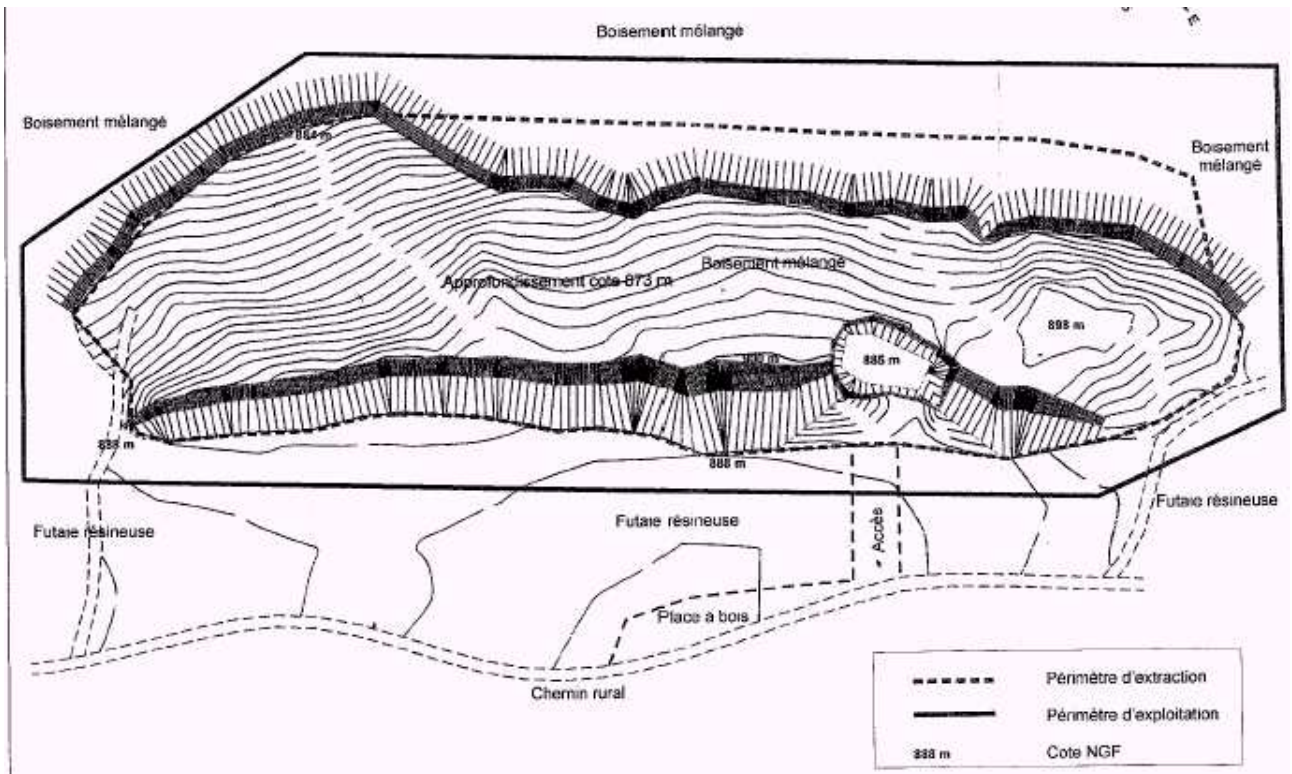 Boisement mélangé
Boisement mélangé
Boisement
mélangé
884 m
Boisement mélangé
Approfondissement cote 873 m
898 m
900 m
885 m
888 m
888 m
Futaie résineuse
Futaie résineuse
Futaie résineuse
Accès
Place à bois
Chemin rural
Périmètre d'extraction
Périmètre d'exploitation
888 m Cote NGF